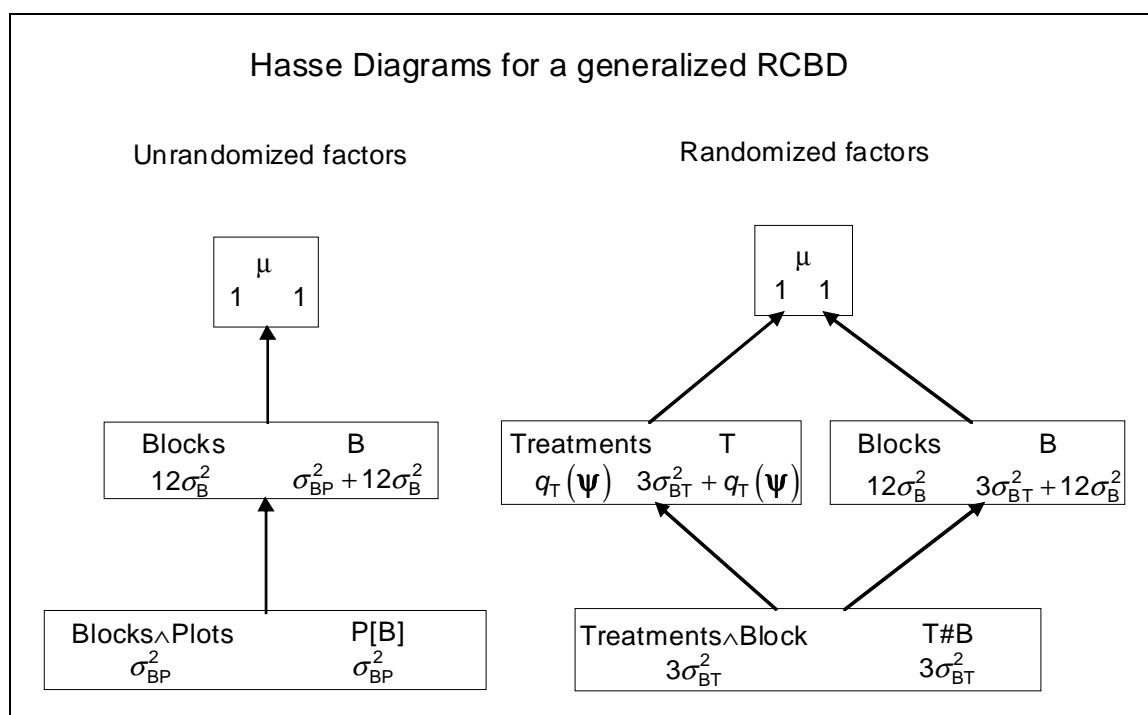 Hasse Diagrams for a generalized RCBD
Unrandomized factors
Randomized factors
μ
1 1
μ
1 1
Blocks B
12σ²_B σ²_BP + 12σ²_B
Treatments T
q_T(ψ) 3σ²_BT + q_T(ψ)
Blocks B
12σ²_B 3σ²_BT + 12σ²_B
Blocks∧Plots P[B]
σ²_BP σ²_BP
Treatments∧Block T#B
3σ²_BT 3σ²_BT